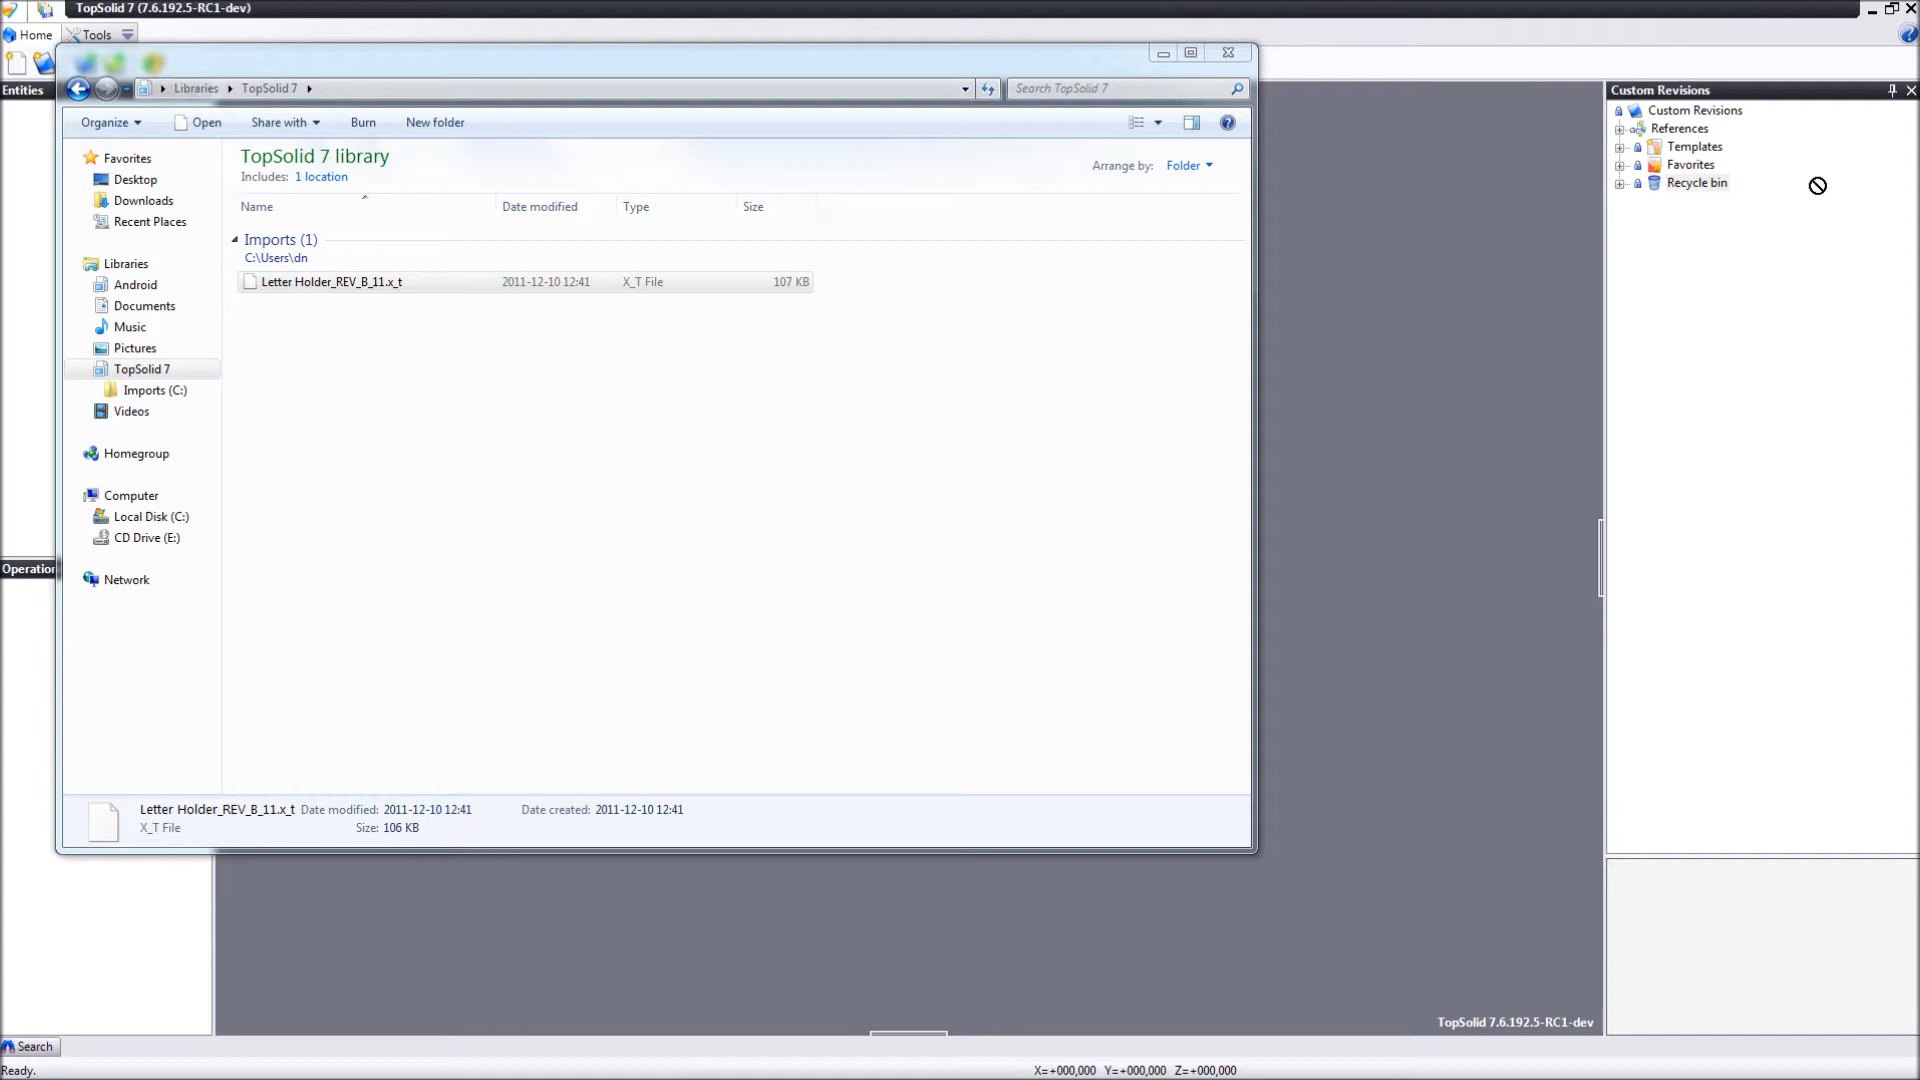 TopSolid 7 (7.6.192.5-RC1-dev)
Home
Tools
Entities
Libraries
TopSolid 7
Search TopSolid 7
Organize
Open
Share with
Burn
New folder
TopSolid 7 library
Includes: 1 location
Arrange by: Folder
Name
Date modified
Type
Size
Imports (1)
C:\Users\dn
Letter Holder_REV_B_11.x_t
2011-12-10 12:41
X_T File
107 KB
Favorites
Desktop
Downloads
Recent Places
Libraries
Android
Documents
Music
Pictures
TopSolid 7
Imports (C:)
Videos
Homegroup
Computer
Local Disk (C:)
CD Drive (E:)
Network
Letter Holder_REV_B_11.x_t Date modified: 2011-12-10 12:41 Date created: 2011-12-10 12:41
X_T File Size: 106 KB
Operation
Custom Revisions
Custom Revisions
References
Templates
Favorites
Recycle bin
TopSolid 7.6.192.5-RC1-dev
Search
Ready.
X=+000,000 Y=+000,000 Z=+000,000